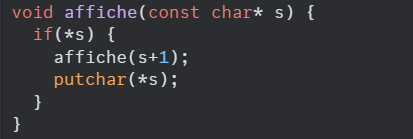 void affiche(const char* s) {
  if(*s) {
    affiche(s+1);
    putchar(*s);
  }
}